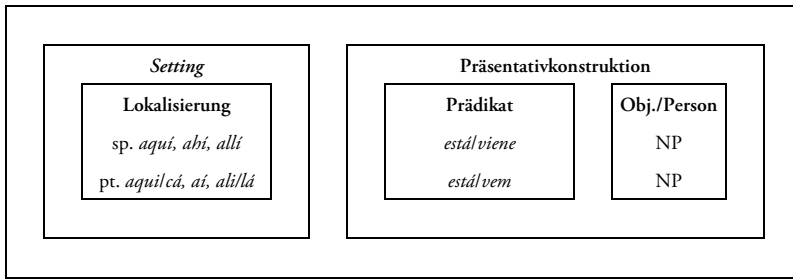 Setting
Lokalisierung
sp. aquí, ahí, allí
pt. aqui/cá, aí, ali/lá
Präsentativkonstruktion
Prädikat
está/viene
está/vem
Obj./Person
NP
NP